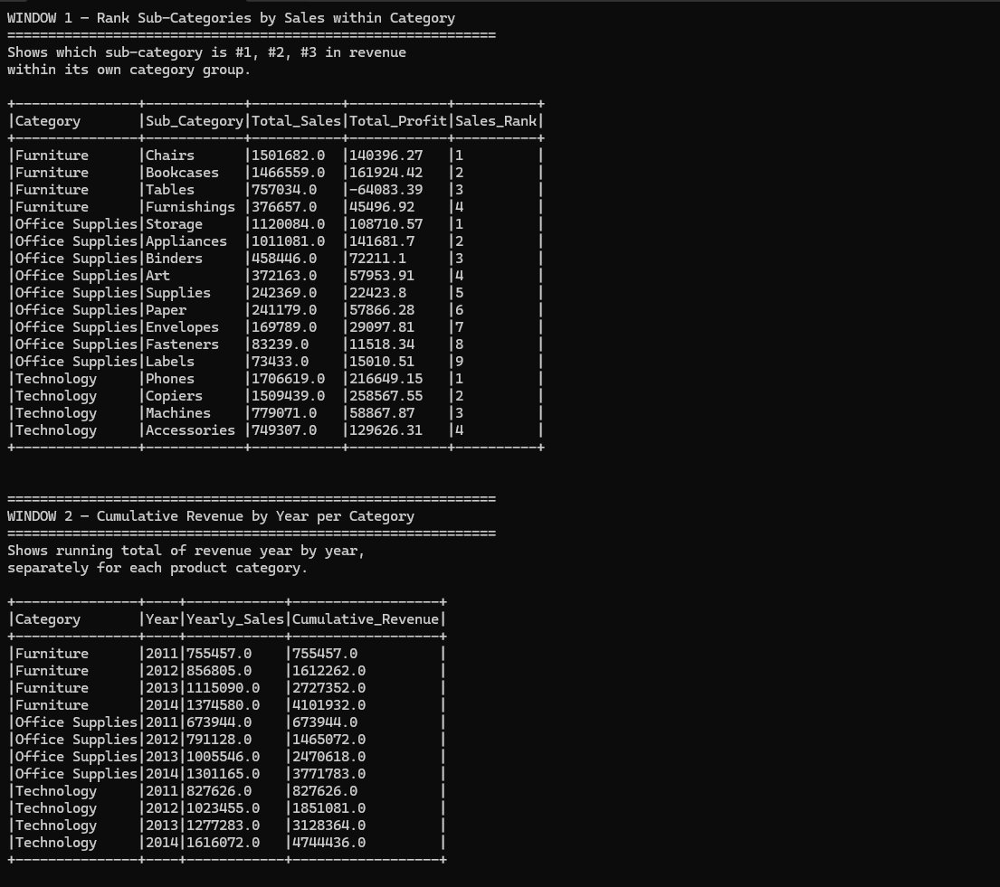 WINDOW 1 – Rank Sub-Categories by Sales within Category
============================================================
Shows which sub-category is #1, #2, #3 in revenue
within its own category group.
+---------------+------------+-----------+------------+----------+
|Category       |Sub_Category|Total_Sales|Total_Profit|Sales_Rank|
+---------------+------------+-----------+------------+----------+
|Furniture      |Chairs      |1501682.0  |140396.27   |1         |
|Furniture      |Bookcases   |1466559.0  |161924.42   |2         |
|Furniture      |Tables      |757034.0   |-64083.39   |3         |
|Furniture      |Furnishings |376657.0   |45496.92    |4         |
|Office Supplies|Storage     |1120084.0  |108710.57   |1         |
|Office Supplies|Appliances  |1011081.0  |141681.7    |2         |
|Office Supplies|Binders     |458446.0   |72211.1     |3         |
|Office Supplies|Art         |372163.0   |57953.91    |4         |
|Office Supplies|Supplies    |242369.0   |22423.8     |5         |
|Office Supplies|Paper       |241179.0   |57866.28    |6         |
|Office Supplies|Envelopes   |169789.0   |29097.81    |7         |
|Office Supplies|Fasteners   |83239.0    |11518.34    |8         |
|Office Supplies|Labels      |73433.0    |15010.51    |9         |
|Technology     |Phones      |1706619.0  |216649.15   |1         |
|Technology     |Copiers     |1509439.0  |258567.55   |2         |
|Technology     |Machines    |779071.0   |58867.87    |3         |
|Technology     |Accessories |749307.0   |129626.31   |4         |
+---------------+------------+-----------+------------+----------+
============================================================
WINDOW 2 – Cumulative Revenue by Year per Category
============================================================
Shows running total of revenue year by year,
separately for each product category.
+---------------+----+------------+------------------+
|Category       |Year|Yearly_Sales|Cumulative_Revenue|
+---------------+----+------------+------------------+
|Furniture      |2011|755457.0    |755457.0          |
|Furniture      |2012|856805.0    |1612262.0         |
|Furniture      |2013|1115090.0   |2727352.0         |
|Furniture      |2014|1374580.0   |4101932.0         |
|Office Supplies|2011|673944.0    |673944.0          |
|Office Supplies|2012|791128.0    |1465072.0         |
|Office Supplies|2013|1005546.0   |2470618.0         |
|Office Supplies|2014|1301165.0   |3771783.0         |
|Technology     |2011|827626.0    |827626.0          |
|Technology     |2012|1023455.0   |1851081.0         |
|Technology     |2013|1277283.0   |3128364.0         |
|Technology     |2014|1616072.0   |4744436.0         |
+---------------+----+------------+------------------+